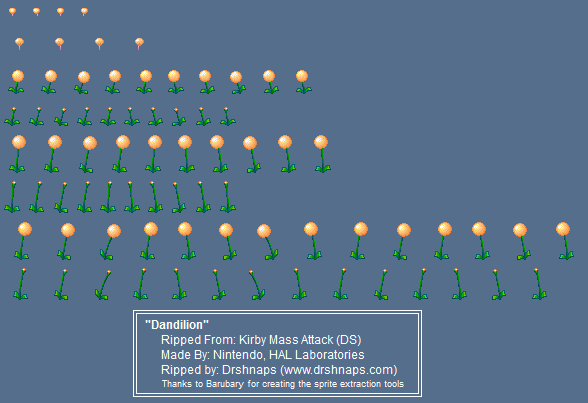 "Dandilion"
Ripped From: Kirby Mass Attack (DS)
Made By: Nintendo, HAL Laboratories
Ripped by: Drshnaps (www.drshnaps.com)
Thanks to Barubary for creating the sprite extraction tools